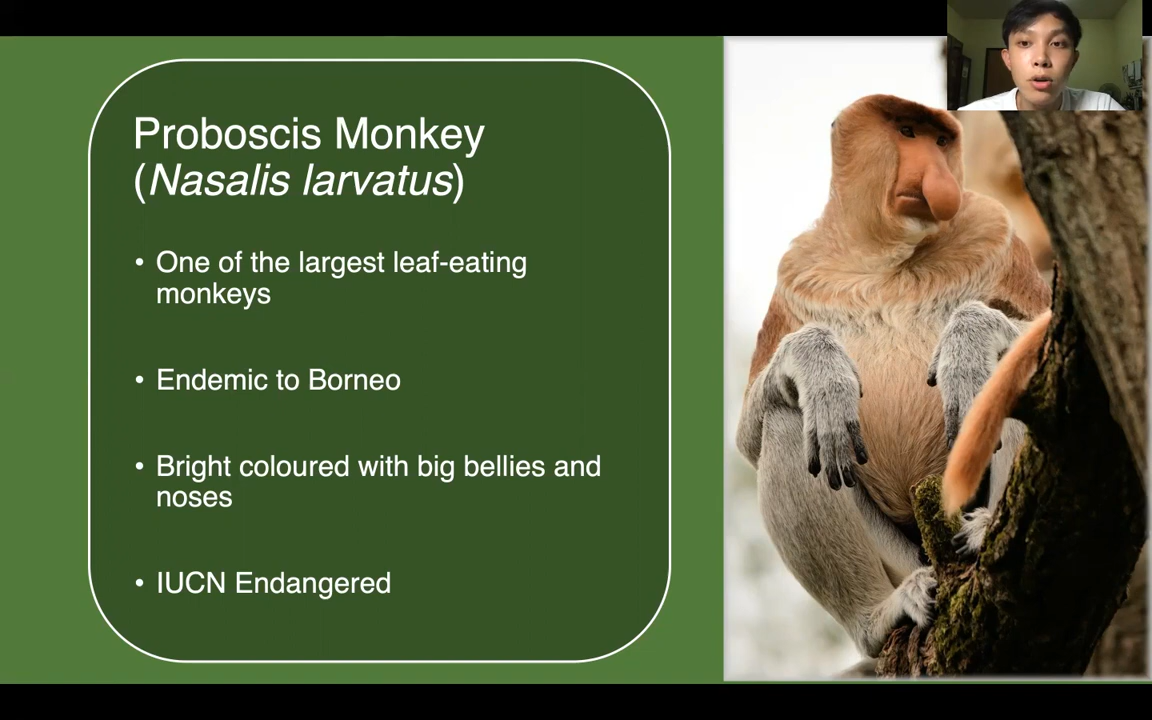 Proboscis Monkey
(Nasalis larvatus)
• One of the largest leaf-eating
monkeys
• Endemic to Borneo
• Bright coloured with big bellies and
noses
• IUCN Endangered